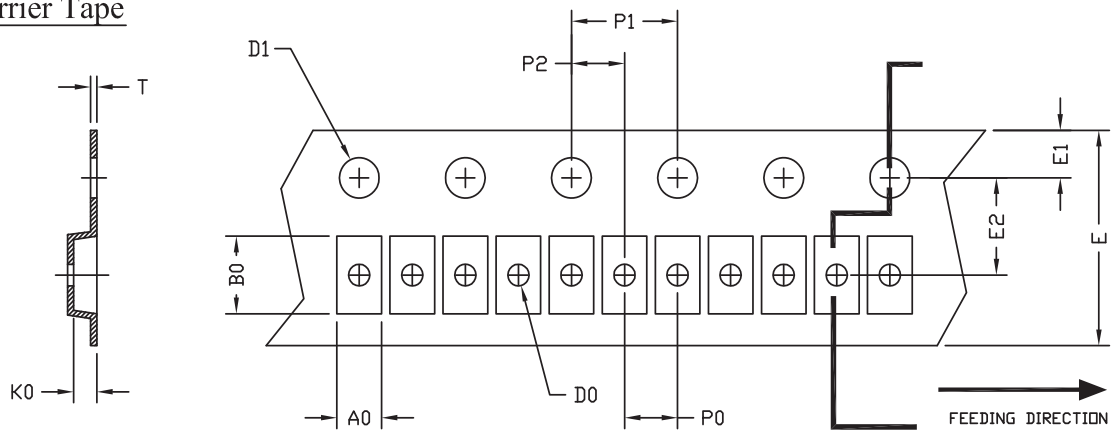 rrier Tape
P1
D1
P2
T
E1
E2
E
B0
K0
A0
D0
P0
FEEDING DIRECTION